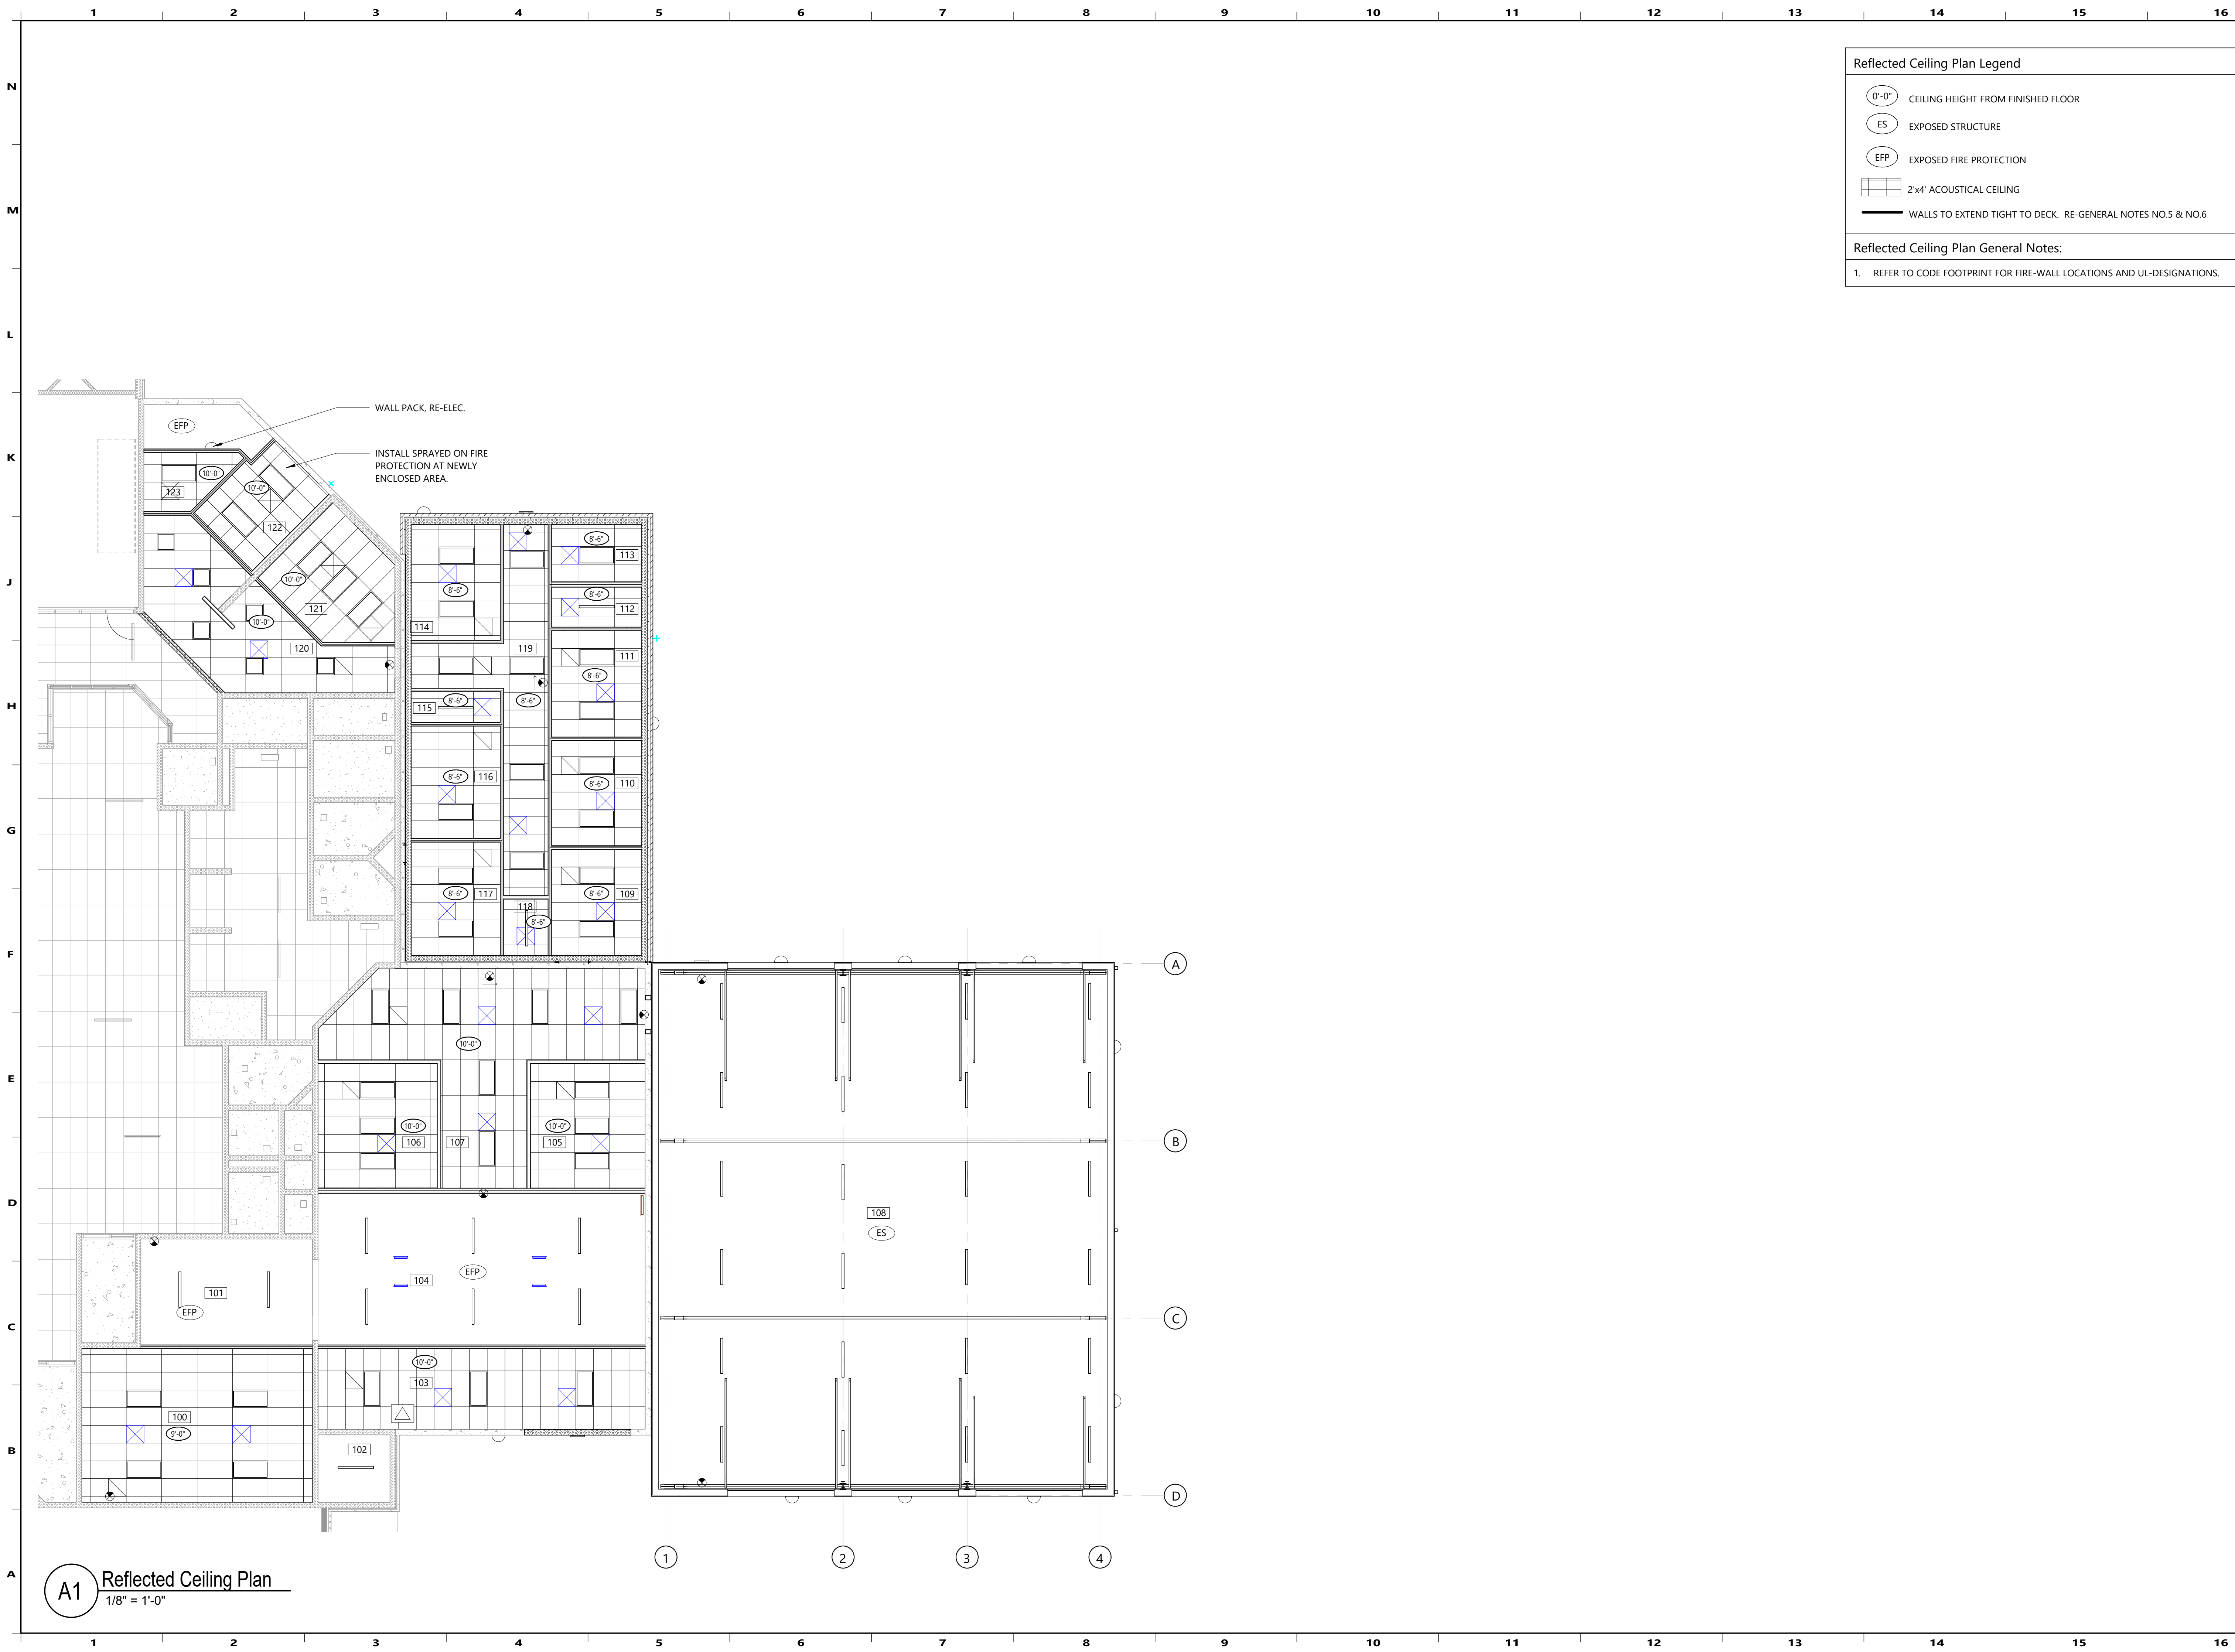 1 2 3 4 5 6 7 8 9 10 11 12 13 14 15 16
N
M
L
K
J
H
G
F
E
D
C
B
A
Reflected Ceiling Plan Legend
0'-0" CEILING HEIGHT FROM FINISHED FLOOR
ES EXPOSED STRUCTURE
EFP EXPOSED FIRE PROTECTION
2'x4' ACOUSTICAL CEILING
WALLS TO EXTEND TIGHT TO DECK. RE-GENERAL NOTES NO.5 & NO.6
Reflected Ceiling Plan General Notes:
1. REFER TO CODE FOOTPRINT FOR FIRE-WALL LOCATIONS AND UL-DESIGNATIONS.
WALL PACK, RE-ELEC.
EFP
INSTALL SPRAYED ON FIRE
PROTECTION AT NEWLY
ENCLOSED AREA.
10'-0"
123
10'-0"
122
10'-0"
121
10'-0"
120
8'-6"
113
8'-6"
112
8'-6"
114
119
111
8'-6"
8'-6"
115
8'-6"
8'-6"
116
8'-6"
110
8'-6"
117
8'-6"
109
118
8'-6"
10'-0"
10'-0"
106
107
10'-0"
105
108
ES
EFP
104
101
EFP
10'-0"
103
100
9'-0"
102
A
B
C
D
1 2 3 4
A1
Reflected Ceiling Plan
1/8" = 1'-0"
1 2 3 4 5 6 7 8 9 10 11 12 13 14 15 16